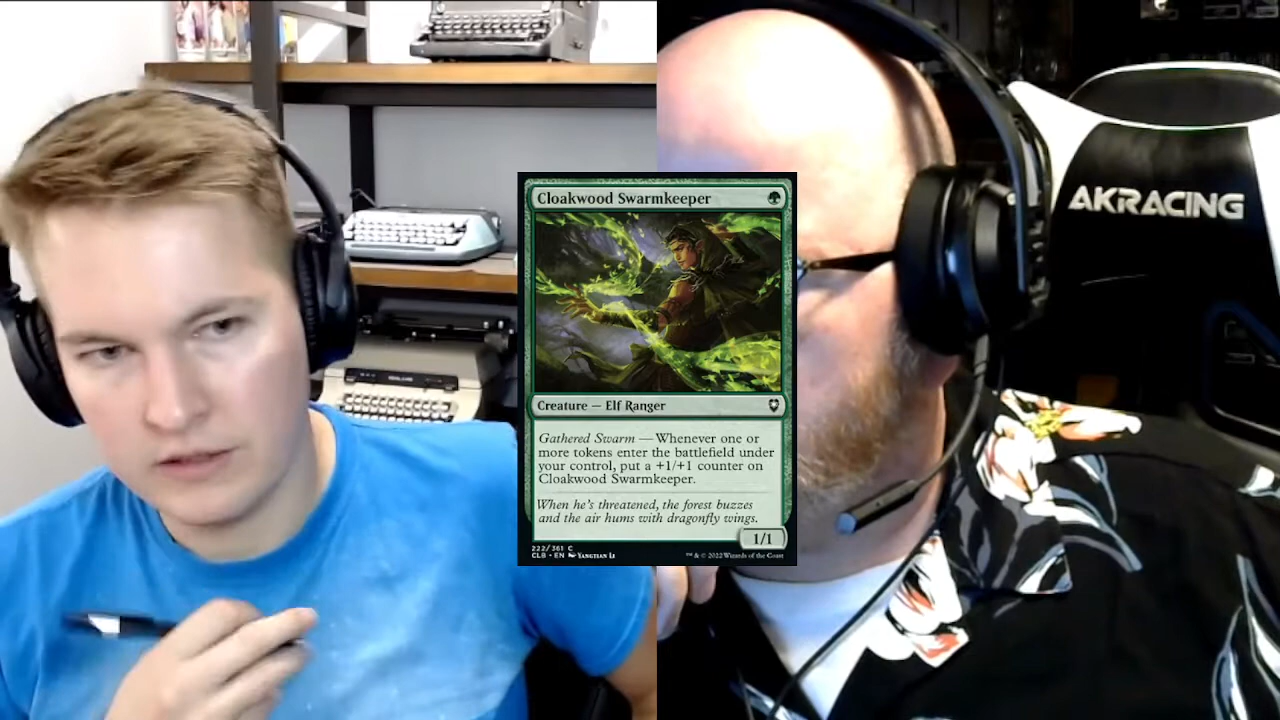 Cloakwood Swarmkeeper
Creature — Elf Ranger
Gathered Swarm — Whenever one or
more tokens enter the battlefield under
your control, put a +1/+1 counter on
Cloakwood Swarmkeeper.
When he's threatened, the forest buzzes
and the air hums with dragonfly wings.
1/1
222/361 C
CLB • EN Yangtian Li
™ & © 2022 Wizards of the Coast
AKRACING